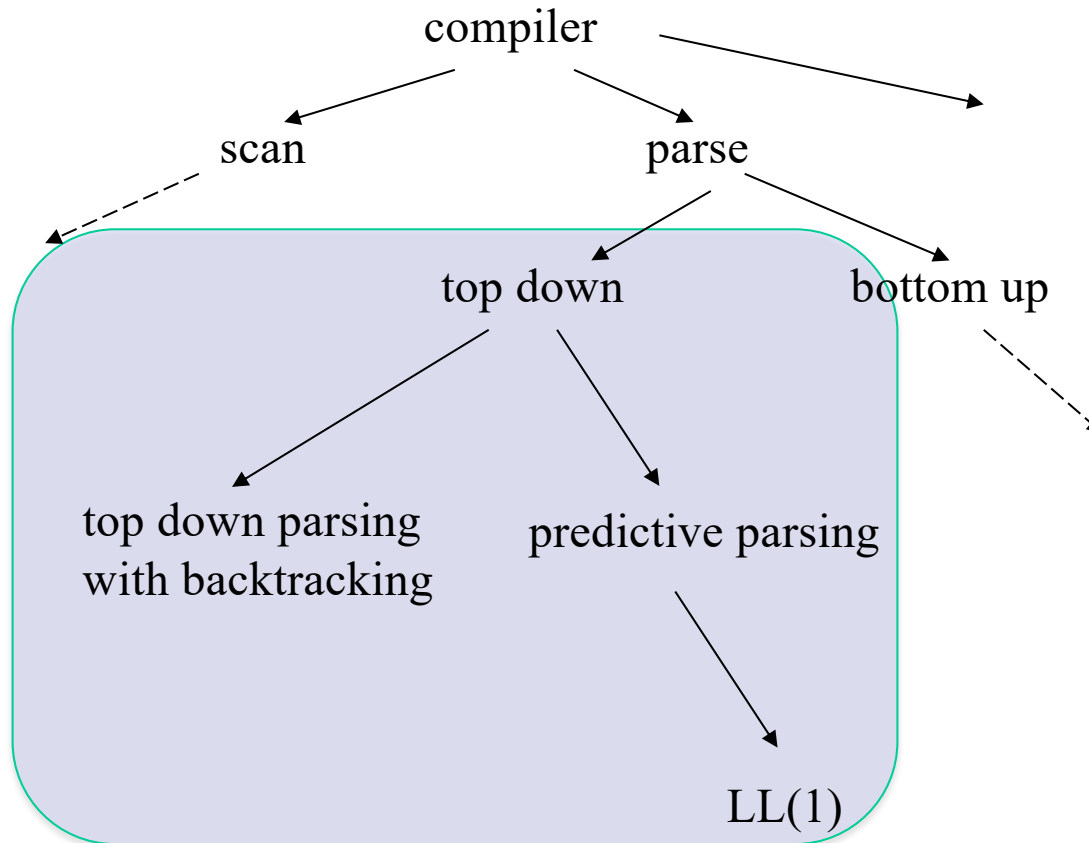 compiler
scan
parse
top down
bottom up
top down parsing
with backtracking
predictive parsing
LL(1)